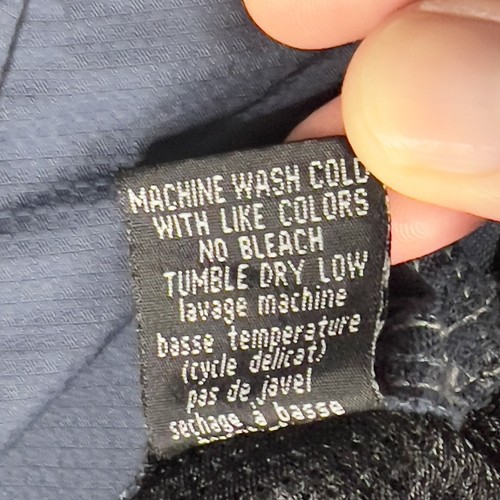 MACHINE WASH COLD
WITH LIKE COLORS
NO BLEACH
TUMBLE DRY LOW
lavage machine
basse temperature
(cycle délicat)
pas de javel
sechage à basse